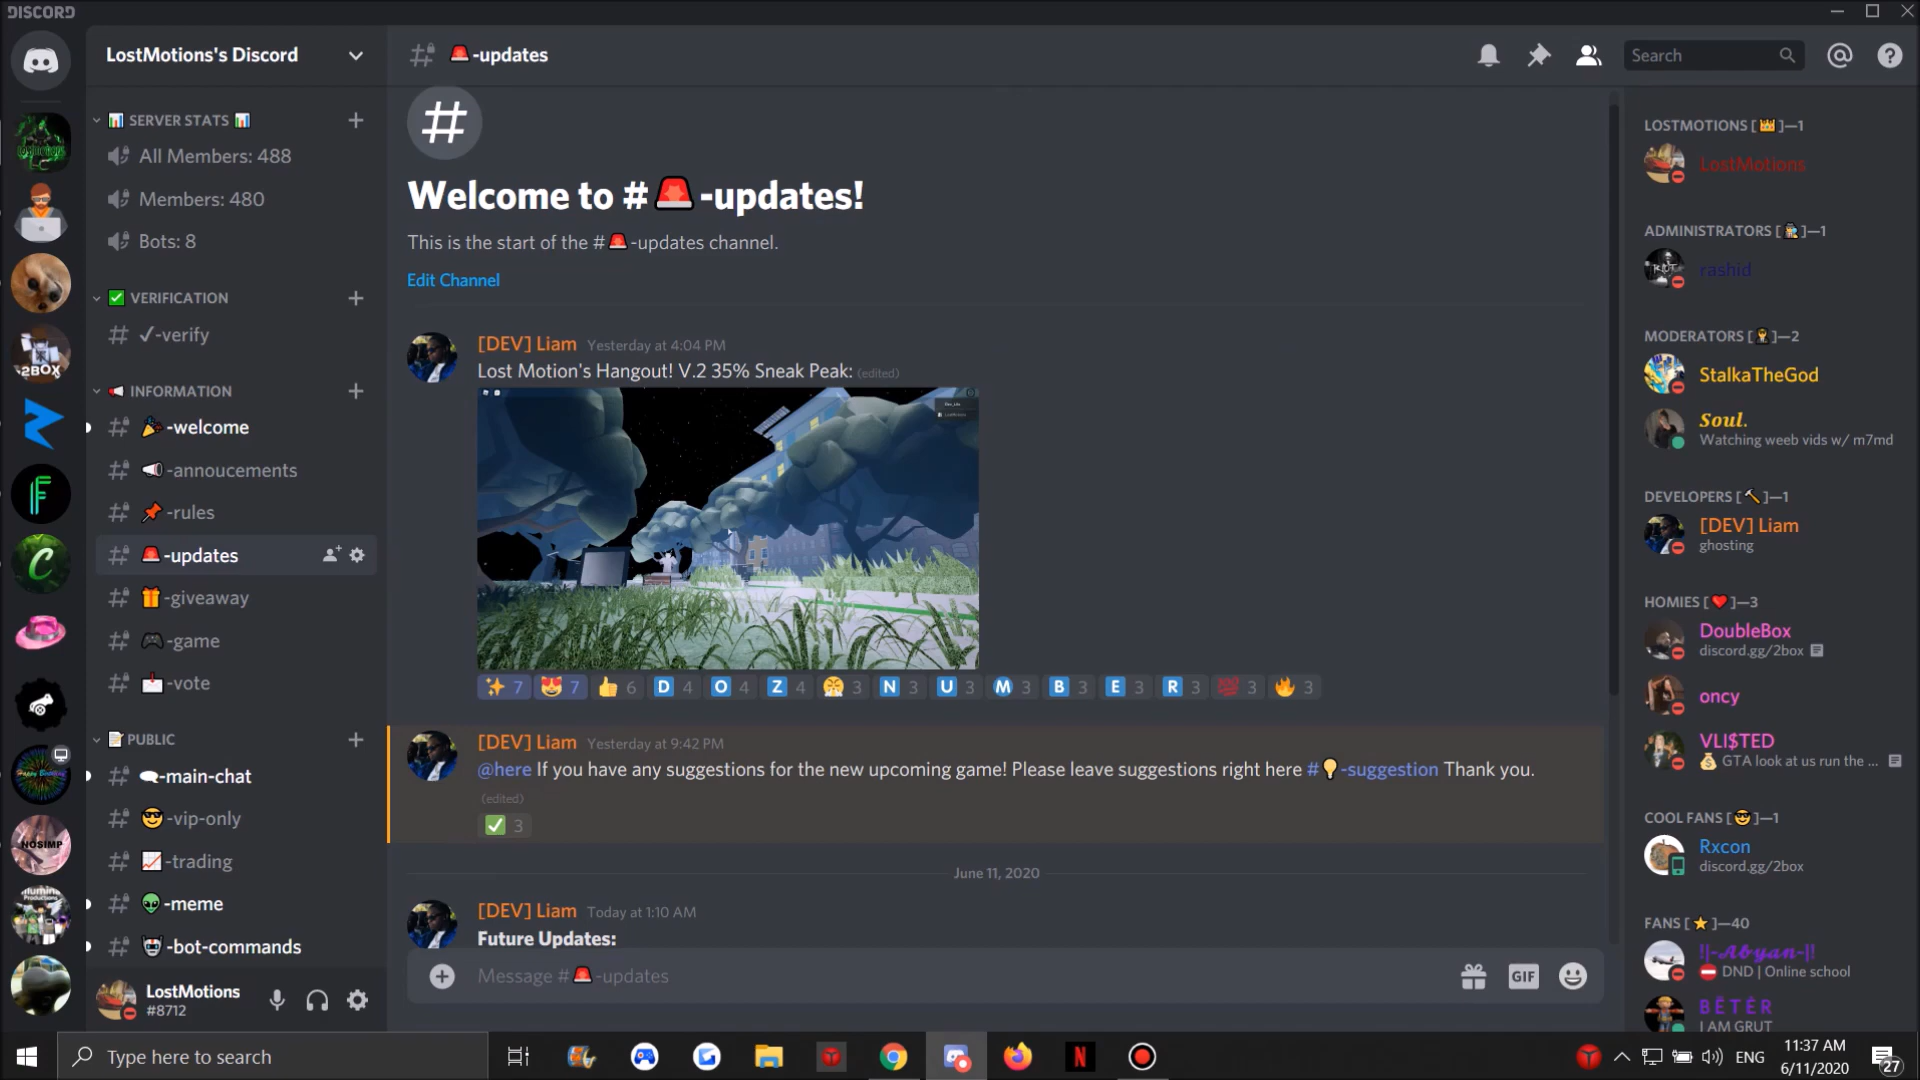 DISCORD
LostMotions's Discord
🚨-updates
Search
📊 SERVER STATS 📊
All Members: 488
Members: 480
Bots: 8
✅ VERIFICATION
✓-verify
📢 INFORMATION
🎉-welcome
📢-annoucements
📌-rules
🚨-updates
🎁-giveaway
🎮-game
📩-vote
📝 PUBLIC
🗨-main-chat
😎-vip-only
📈-trading
👽-meme
🤖-bot-commands
LostMotions
#8712
2BOX
NOSIMP
Welcome to #🚨-updates!
This is the start of the #🚨-updates channel.
Edit Channel
[DEV] Liam Yesterday at 4:04 PM
Lost Motion's Hangout! V.2 35% Sneak Peak: (edited)
✨ 7 😻 7 👍 6 D 4 O 4 Z 4 😤 3 N 3 U 3 M 3 B 3 E 3 R 3 💯 3 🔥 3
[DEV] Liam Yesterday at 9:42 PM
@here If you have any suggestions for the new upcoming game! Please leave suggestions right here #💡-suggestion Thank you.
(edited)
✅ 3
June 11, 2020
[DEV] Liam Today at 1:10 AM
Future Updates:
Message #🚨-updates
GIF
LOSTMOTIONS [👑]—1
LostMotions
ADMINISTRATORS [🕵]—1
rashid
MODERATORS [🕴]—2
StalkaTheGod
Soul.
Watching weeb vids w/ m7md
DEVELOPERS [🔨]—1
[DEV] Liam
ghosting
HOMIES [❤️]—3
DoubleBox
discord.gg/2box
oncy
VLI$TED
💰 GTA look at us run the ...
COOL FANS [😎]—1
Rxcon
discord.gg/2box
FANS [⭐]—40
!|-Abyan-|!
⛔ DND | Online school
BĒTĒR
I AM GRUT
Type here to search
ENG
11:37 AM
6/11/2020
27